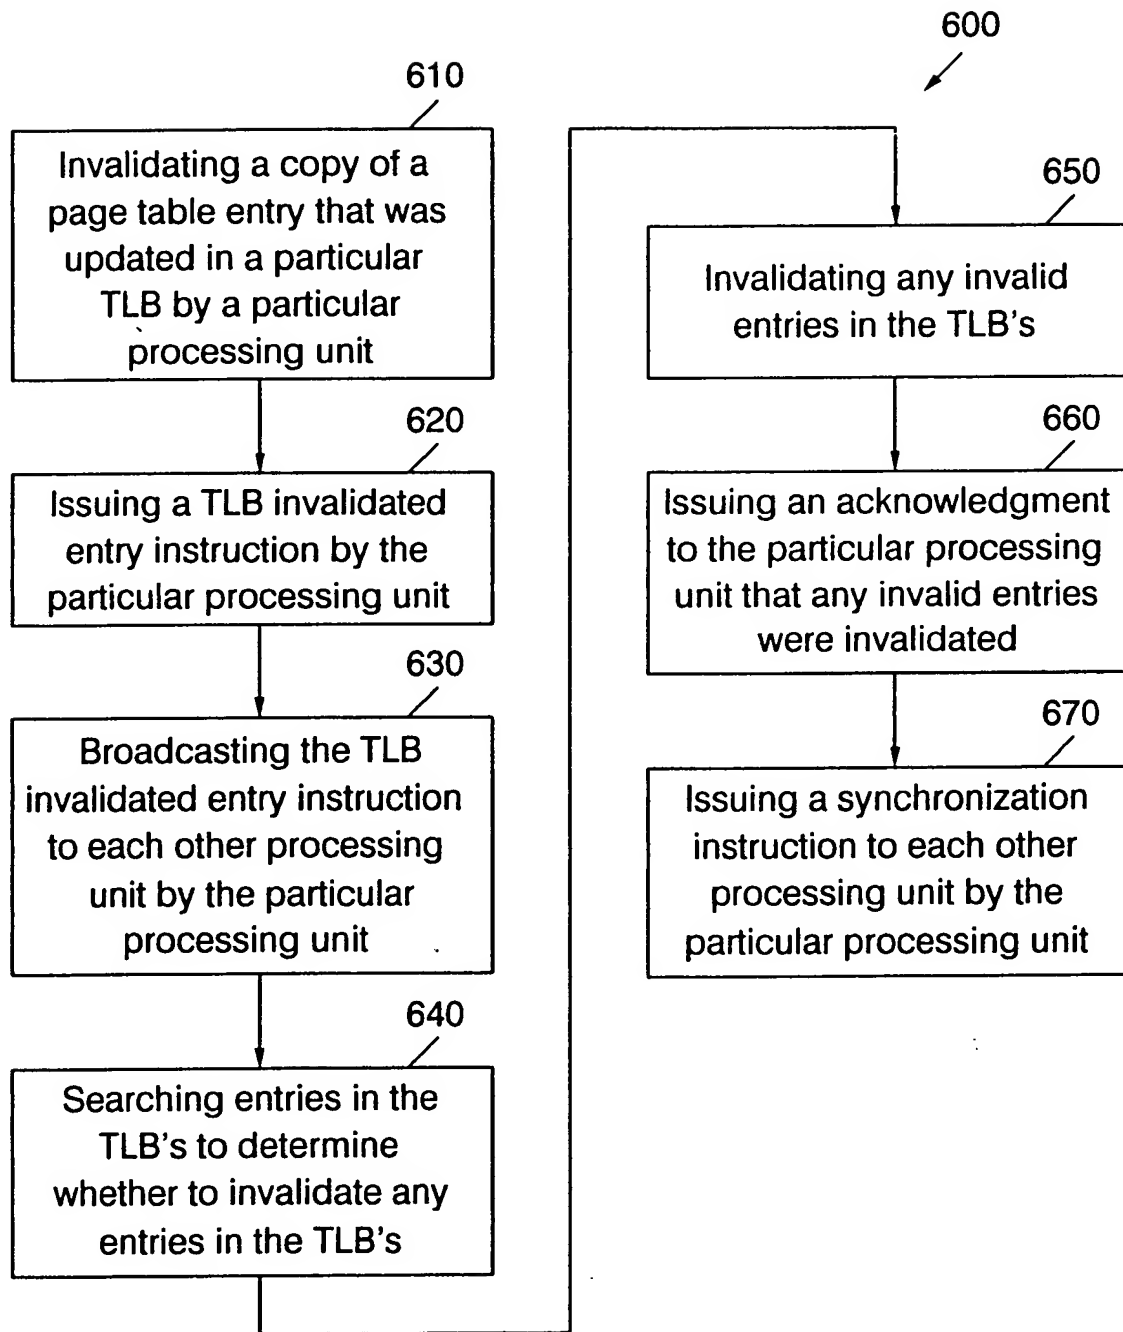 600
610
Invalidating a copy of a
page table entry that was
updated in a particular
TLB by a particular
processing unit
620
Issuing a TLB invalidated
entry instruction by the
particular processing unit
630
Broadcasting the TLB
invalidated entry instruction
to each other processing
unit by the particular
processing unit
640
Searching entries in the
TLB's to determine
whether to invalidate any
entries in the TLB's
650
Invalidating any invalid
entries in the TLB's
660
Issuing an acknowledgment
to the particular processing
unit that any invalid entries
were invalidated
670
Issuing a synchronization
instruction to each other
processing unit by the
particular processing unit